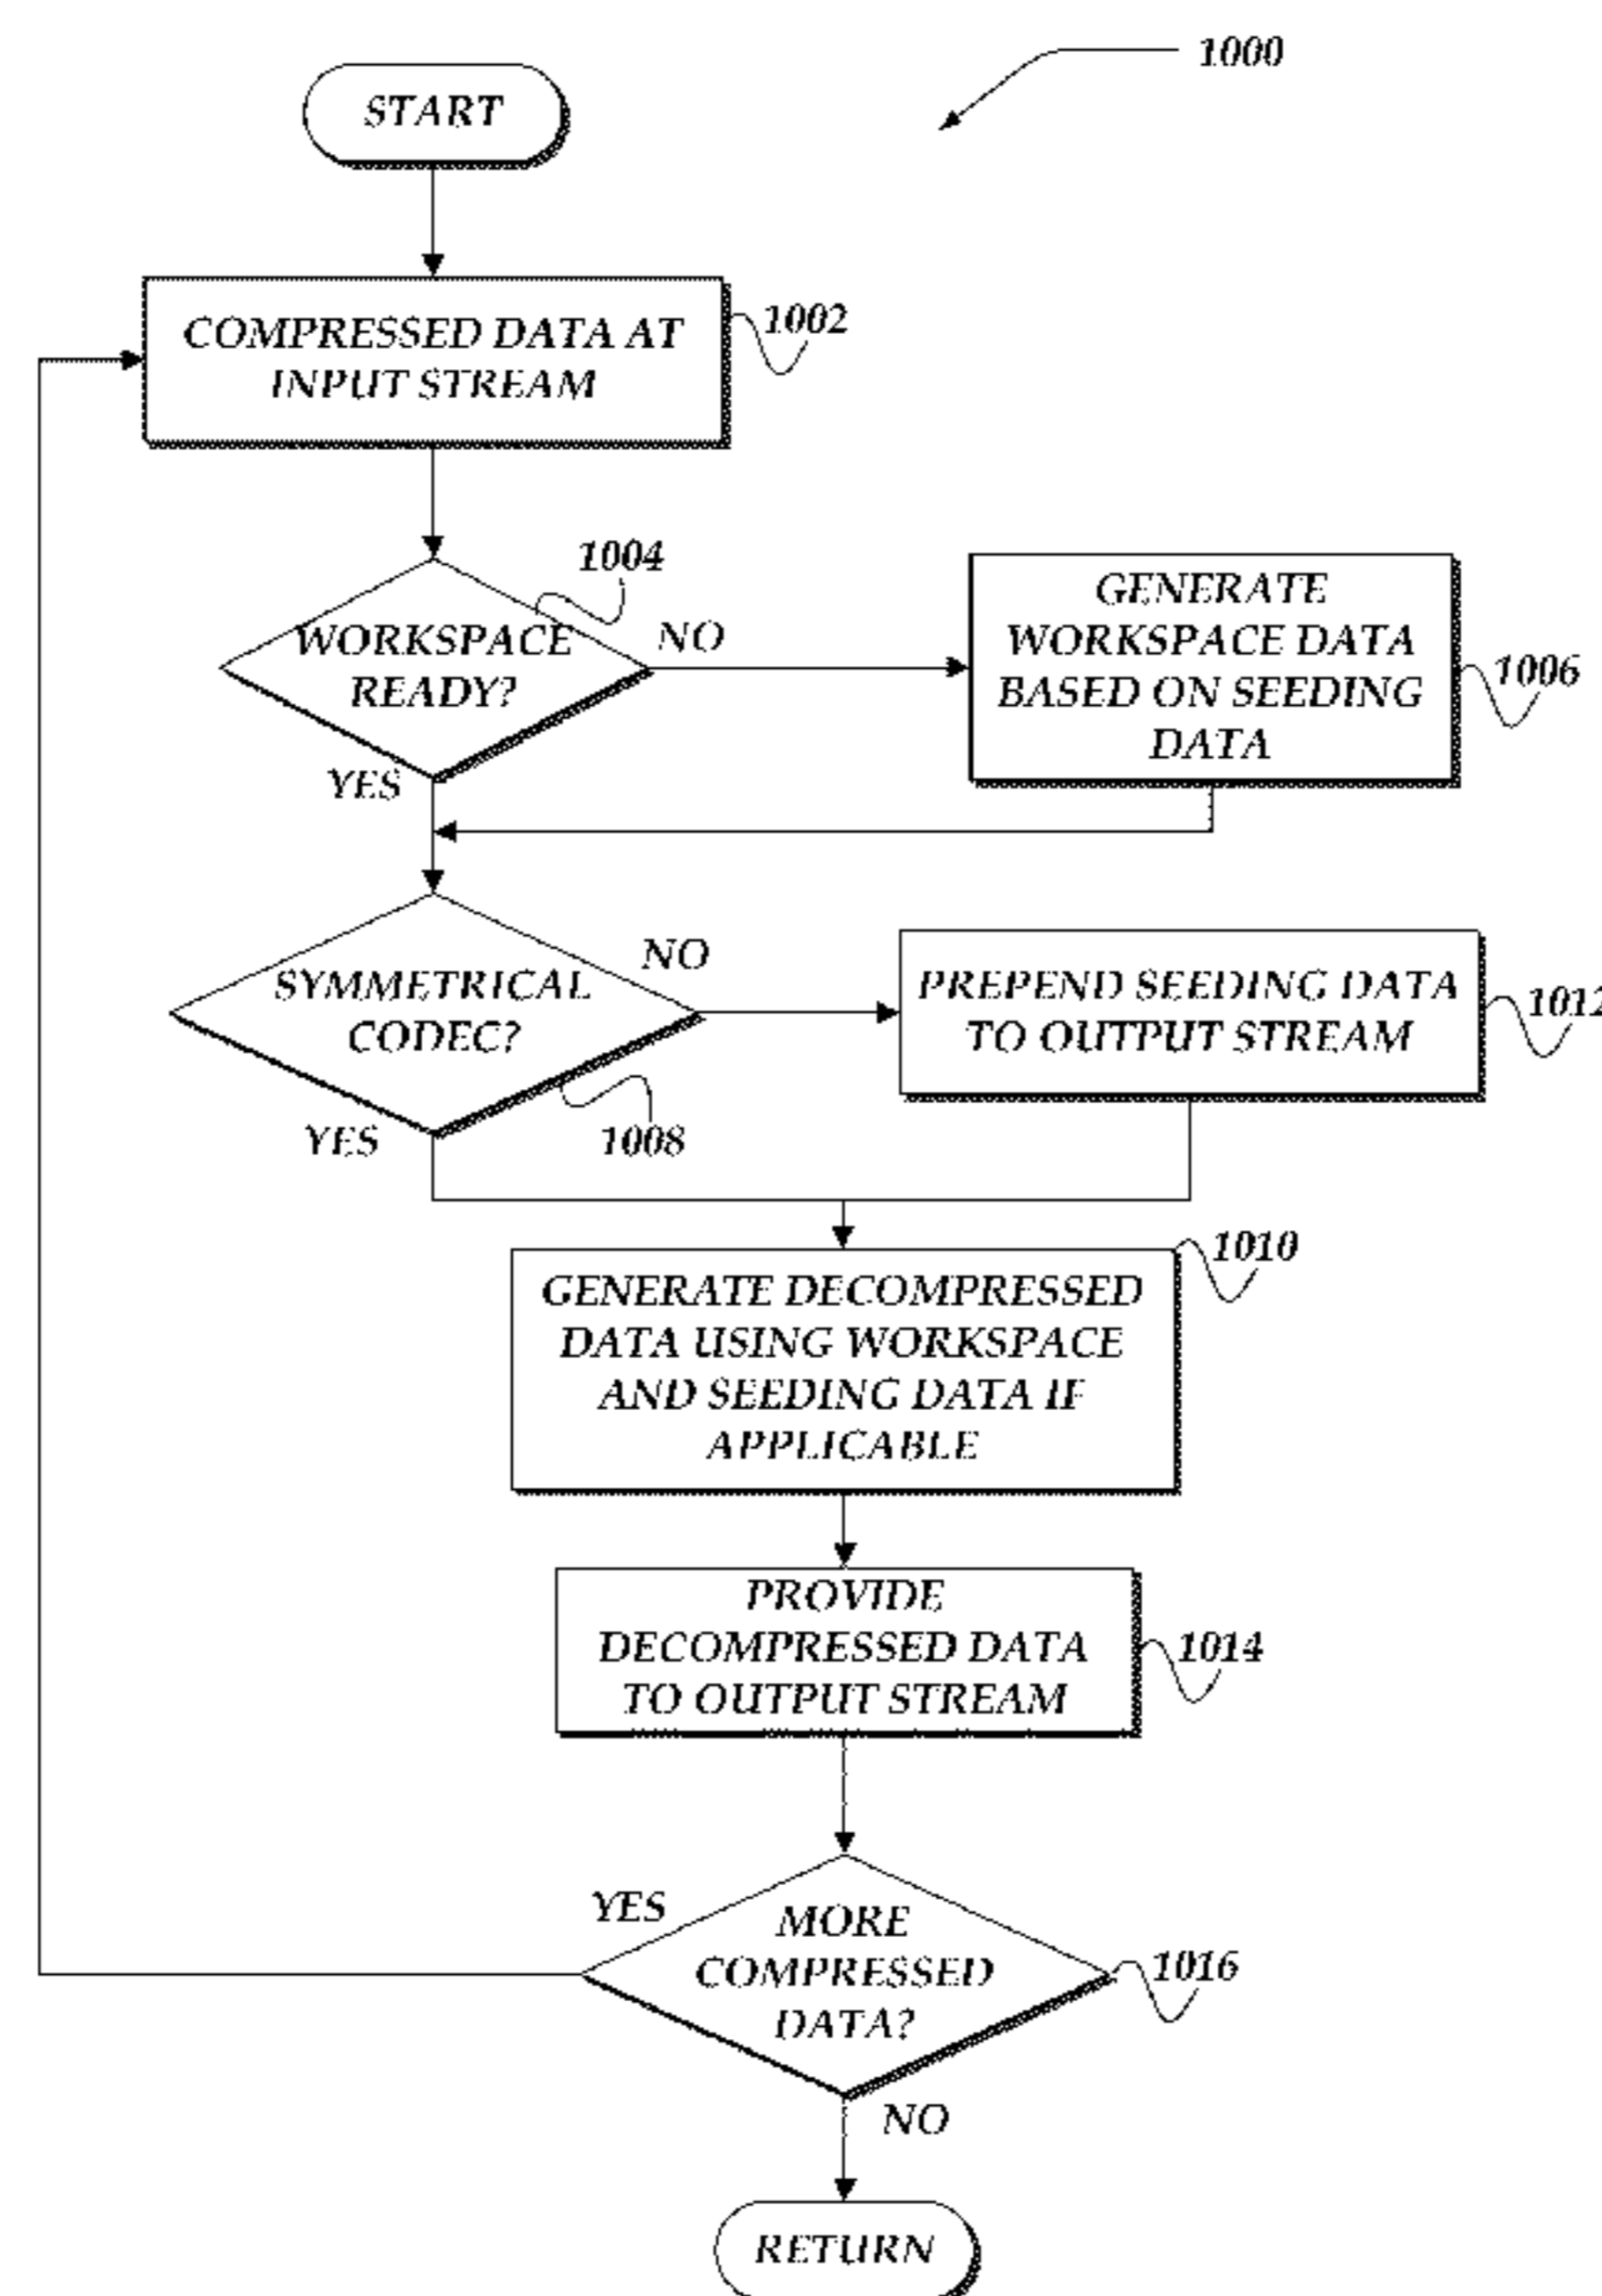 1000
START
COMPRESSED DATA AT
INPUT STREAM
1002
1004
WORKSPACE
READY?
NO
YES
GENERATE
WORKSPACE DATA
BASED ON SEEDING
DATA
1006
SYMMETRICAL
CODEC?
NO
YES
1008
PREPEND SEEDING DATA
TO OUTPUT STREAM
1012
1010
GENERATE DECOMPRESSED
DATA USING WORKSPACE
AND SEEDING DATA IF
APPLICABLE
PROVIDE
DECOMPRESSED DATA
TO OUTPUT STREAM
1014
YES
MORE
COMPRESSED
DATA?
1016
NO
RETURN